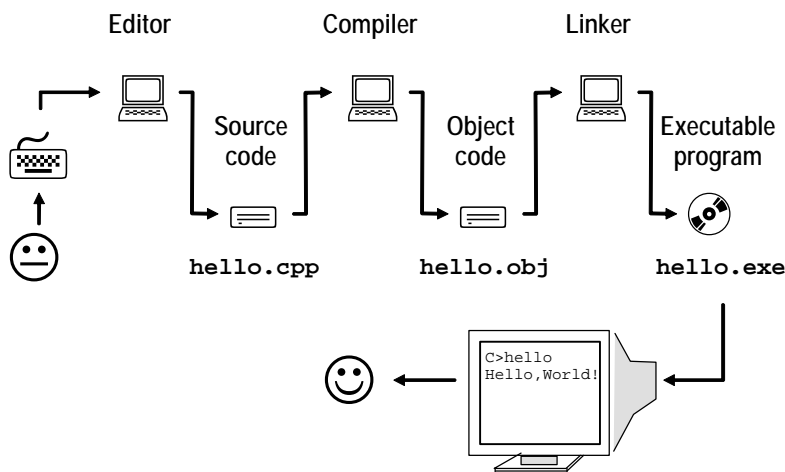 Editor
Compiler
Linker
Source
code
Object
code
Executable
program
hello.cpp
hello.obj
hello.exe
C>hello
Hello,World!